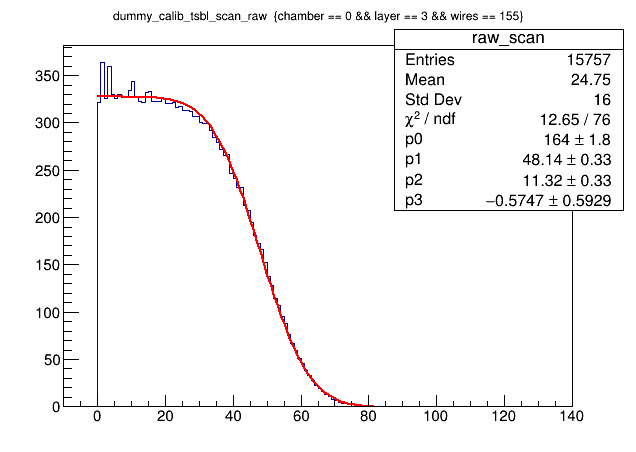 dummy_calib_tsbl_scan_raw {chamber == 0 && layer == 3 && wires == 155}
raw_scan
Entries 15757
Mean 24.75
Std Dev 16
χ² / ndf 12.65 / 76
p0 164 ± 1.8
p1 48.14 ± 0.33
p2 11.32 ± 0.33
p3 −0.5747 ± 0.5929
350
300
250
200
150
100
50
0
0 20 40 60 80 100 120 140